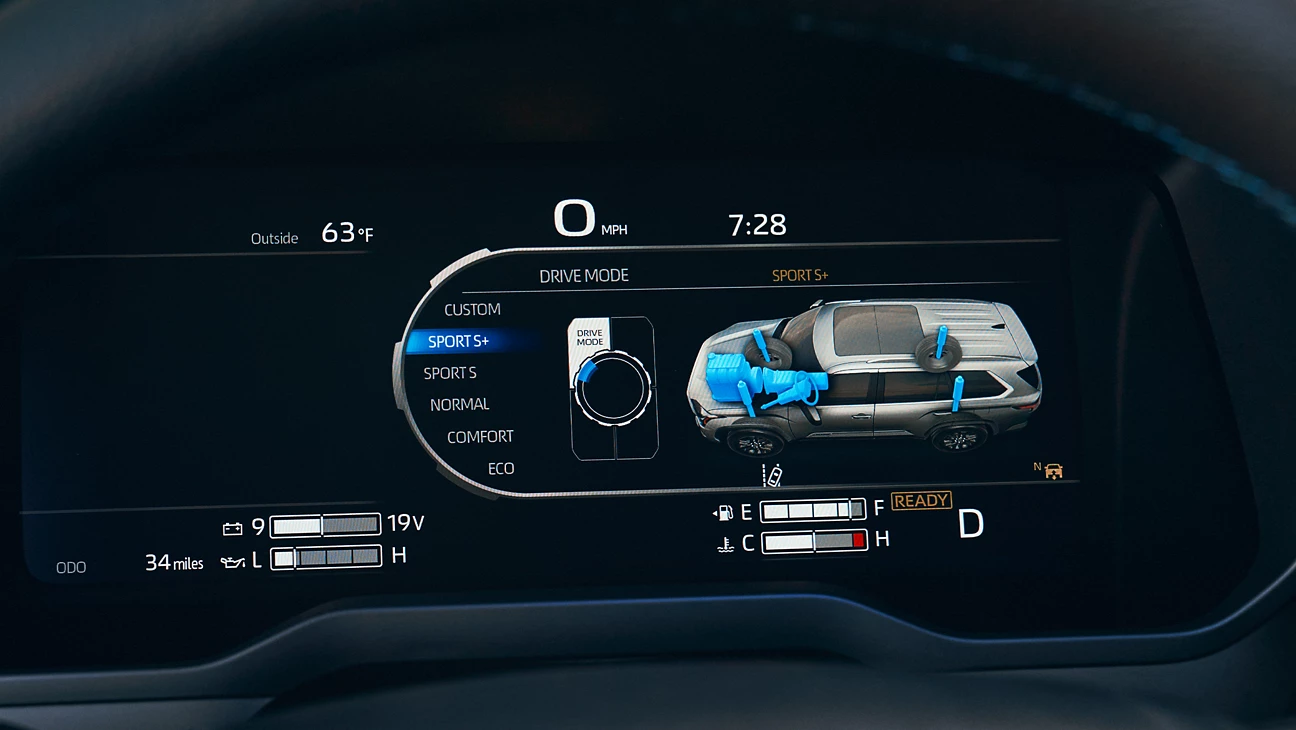 Outside 63°F
0 MPH
7:28
DRIVE MODE
SPORT S+
CUSTOM
SPORT S+
SPORT S
NORMAL
COMFORT
ECO
DRIVE
MODE
N
9 19V
L H
ODO 34 miles
E F
C H
READY
D